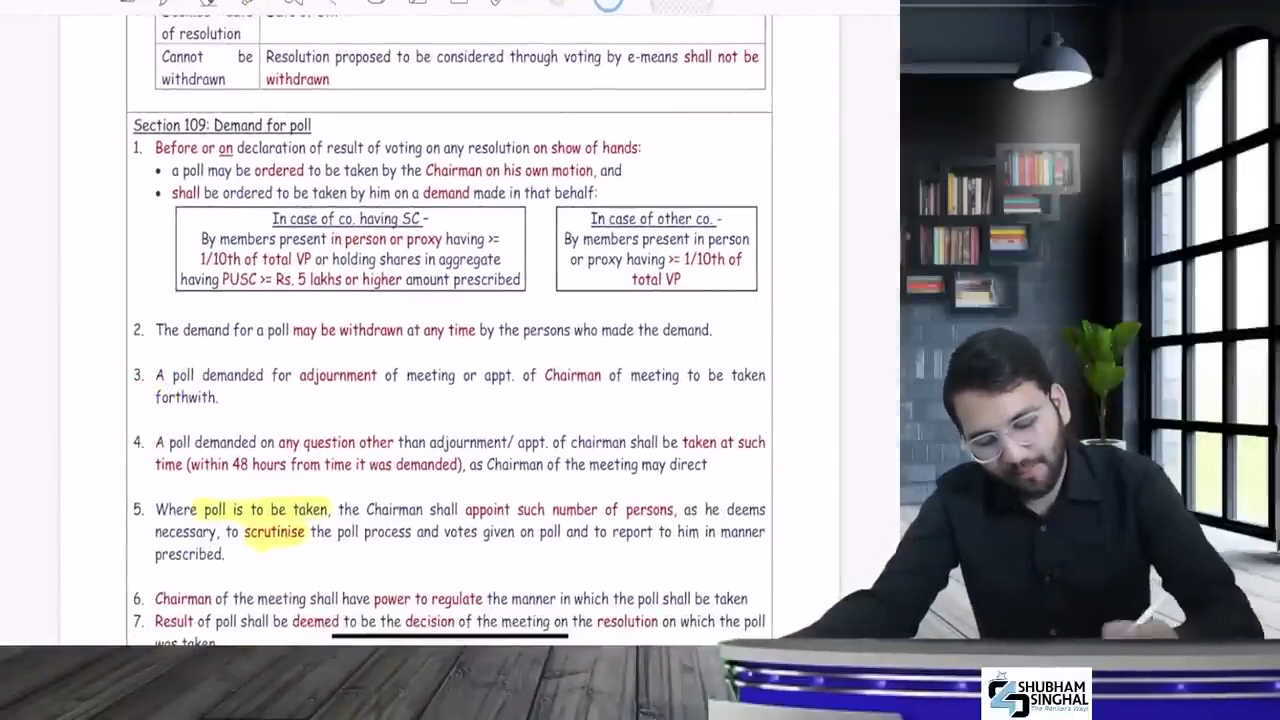 of resolution
Cannot be Resolution proposed to be considered through voting by e-means shall not be
withdrawn withdrawn
Section 109: Demand for poll
1. Before or on declaration of result of voting on any resolution on show of hands:
• a poll may be ordered to be taken by the Chairman on his own motion, and
• shall be ordered to be taken by him on a demand made in that behalf:
In case of co. having SC -
By members present in person or proxy having >=
1/10th of total VP or holding shares in aggregate
having PUSC >= Rs. 5 lakhs or higher amount prescribed
In case of other co. -
By members present in person
or proxy having >= 1/10th of
total VP
2. The demand for a poll may be withdrawn at any time by the persons who made the demand.
3. A poll demanded for adjournment of meeting or appt. of Chairman of meeting to be taken
forthwith.
4. A poll demanded on any question other than adjournment/ appt. of chairman shall be taken at such
time (within 48 hours from time it was demanded), as Chairman of the meeting may direct
5. Where poll is to be taken, the Chairman shall appoint such number of persons, as he deems
necessary, to scrutinise the poll process and votes given on poll and to report to him in manner
prescribed.
6. Chairman of the meeting shall have power to regulate the manner in which the poll shall be taken
7. Result of poll shall be deemed to be the decision of the meeting on the resolution on which the poll
was taken
SHUBHAM
SINGHAL
The Ranker's Way!